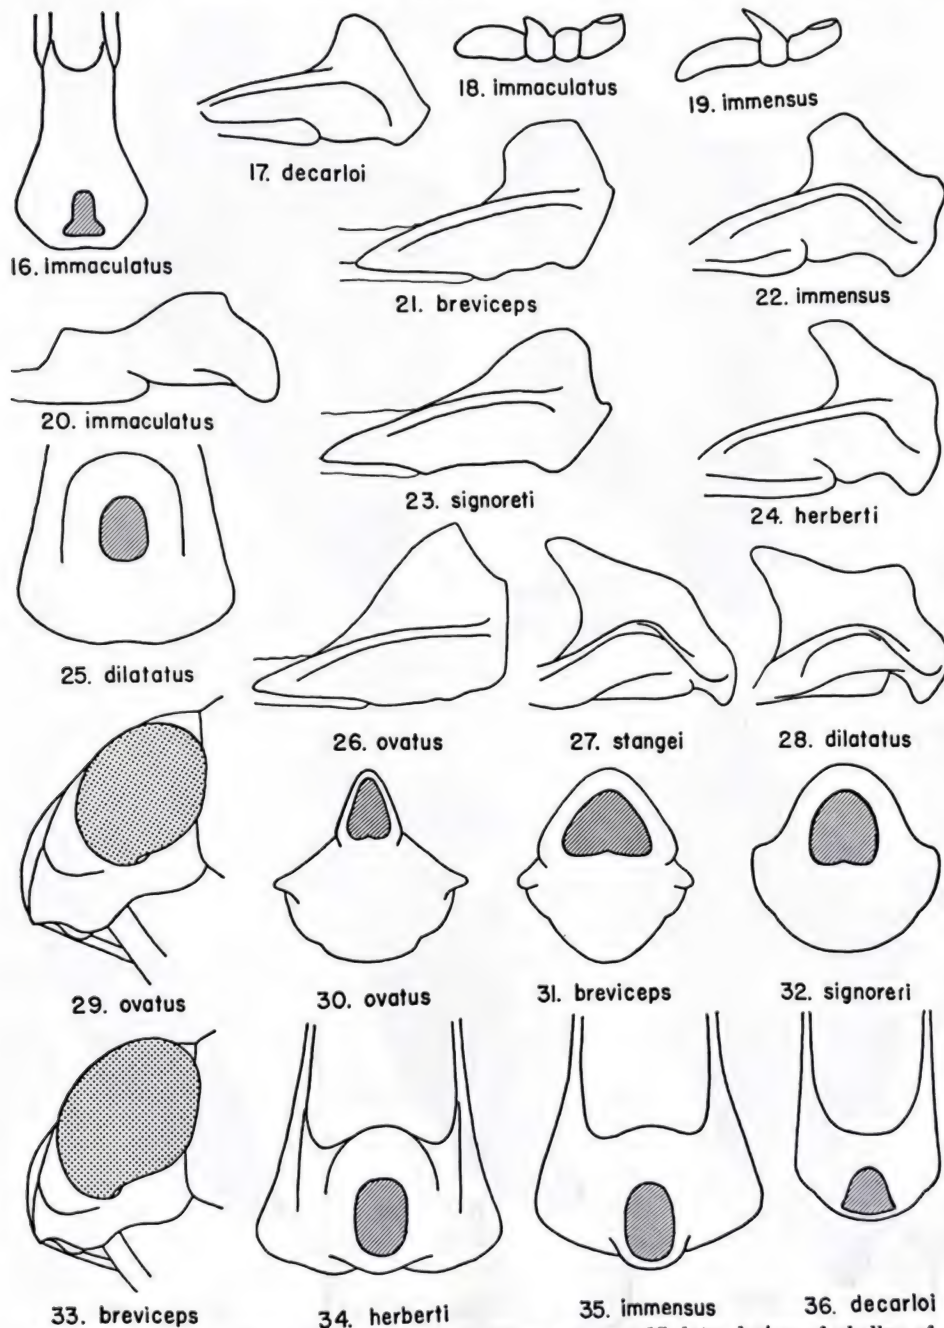 16. immaculatus
17. decarloi
18. immaculatus
19. immensus
20. immaculatus
21. breviceps
22. immensus
23. signoreti
24. herberti
25. dilatatus
26. ovatus
27. stangei
28. dilatatus
29. ovatus
30. ovatus
31. breviceps
32. signoreri
33. breviceps
34. herberti
35. immensus
36. decarloi